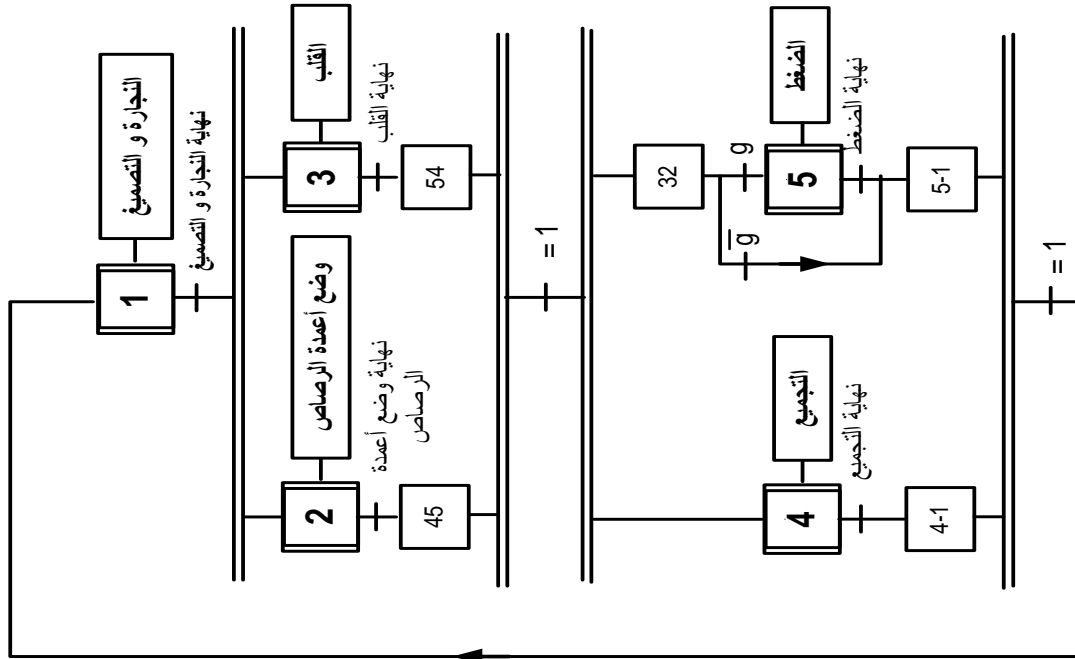 1
النجارة و التصميغ
نهاية النجارة و التصميغ
2
وضع أعمدة الرصاص
نهاية وضع أعمدة
الرصاص
45
3
القلب
نهاية القلب
54
= 1
32
g
g̅
5
الضغط
نهاية الضغط
5-1
4
التجميع
نهاية التجميع
4-1
= 1